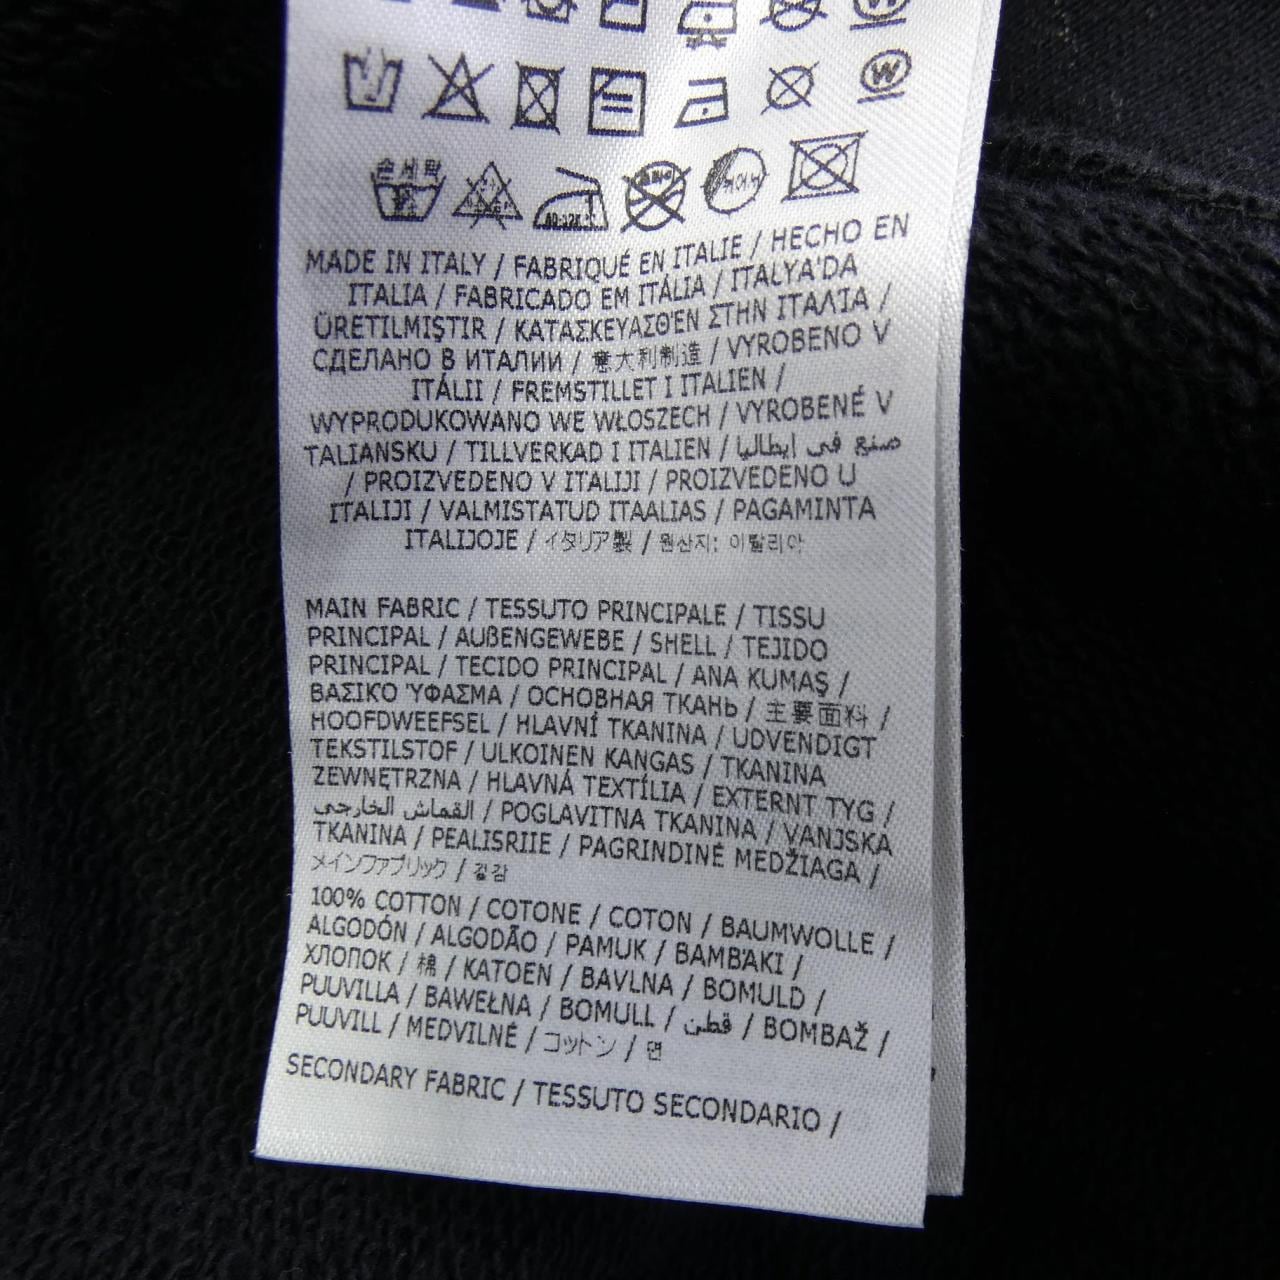 손세탁
W
MADE IN ITALY / FABRIQUÉ EN ITALIE / HECHO EN
ITALIA / FABRICADO EM ITÁLIA / ITALYA'DA
ÜRETILMIŞTIR / ΚΑΤΑΣΚΕΥΑΣΘΈΝ ΣΤΗΝ ΙΤΑΛΊΑ /
СДЕЛАНО В ИТАЛИИ / 意大利制造 / VYROBENO V
ITÁLII / FREMSTILLET I ITALIEN /
WYPRODUKOWANO WE WŁOSZECH / VYROBENÉ V
TALIANSKU / TILLVERKAD I ITALIEN / صنع في ايطاليا
/ PROIZVEDENO V ITALIJI / PROIZVEDENO U
ITALIJI / VALMISTATUD ITAALIAS / PAGAMINTA
ITALIJOJE / イタリア製 / 원산지: 이탈리아
MAIN FABRIC / TESSUTO PRINCIPALE / TISSU
PRINCIPAL / AUßENGEWEBE / SHELL / TEJIDO
PRINCIPAL / TECIDO PRINCIPAL / ANA KUMAŞ /
ΒΑΣΙΚΟ ΎΦΑΣΜΑ / ОСНОВНАЯ ТКАНЬ / 主要面料 /
HOOFDWEEFSEL / HLAVNÍ TKANINA / UDVENDIGT
TEKSTILSTOF / ULKOINEN KANGAS / TKANINA
ZEWNĘTRZNA / HLAVNÁ TEXTÍLIA / EXTERNT TYG /
القماش الخارجي / POGLAVITNA TKANINA / VANJSKA
TKANINA / PEALISRIIE / PAGRINDINĖ MEDŽIAGA /
メインファブリック / 겉감
100% COTTON / COTONE / COTON / BAUMWOLLE /
ALGODÓN / ALGODÃO / PAMUK / ΒΑΜΒΆΚΙ /
ХЛОПОК / 棉 / KATOEN / BAVLNA / BOMULD /
PUUVILLA / BAWEŁNA / BOMULL / قطن / BOMBAŽ /
PUUVILL / MEDVILNĖ / コットン / 면
SECONDARY FABRIC / TESSUTO SECONDARIO /